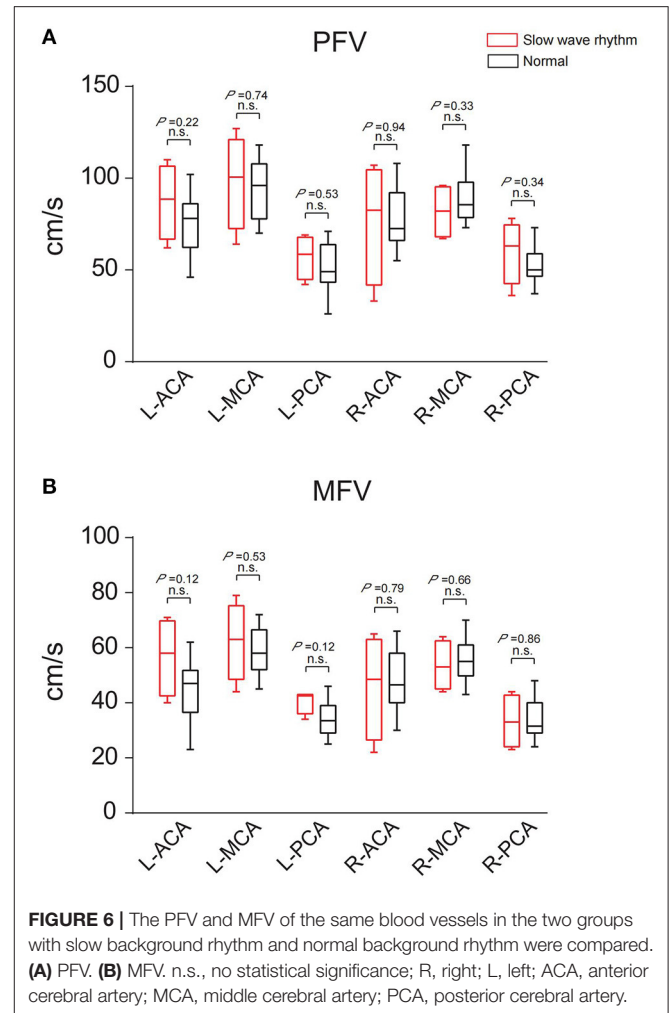 A
PFV
Slow wave rhythm
Normal
150
100
50
0
cm/s
P=0.22
n.s.
P=0.74
n.s.
P=0.53
n.s.
P=0.94
n.s.
P=0.33
n.s.
P=0.34
n.s.
L-ACA
L-MCA
L-PCA
R-ACA
R-MCA
R-PCA
B
MFV
100
80
60
40
20
0
cm/s
P=0.12
n.s.
P=0.53
n.s.
P=0.12
n.s.
P=0.79
n.s.
P=0.66
n.s.
P=0.86
n.s.
L-ACA
L-MCA
L-PCA
R-ACA
R-MCA
R-PCA
FIGURE 6 | The PFV and MFV of the same blood vessels in the two groups
with slow background rhythm and normal background rhythm were compared.
(A) PFV. (B) MFV. n.s., no statistical significance; R, right; L, left; ACA, anterior
cerebral artery; MCA, middle cerebral artery; PCA, posterior cerebral artery.